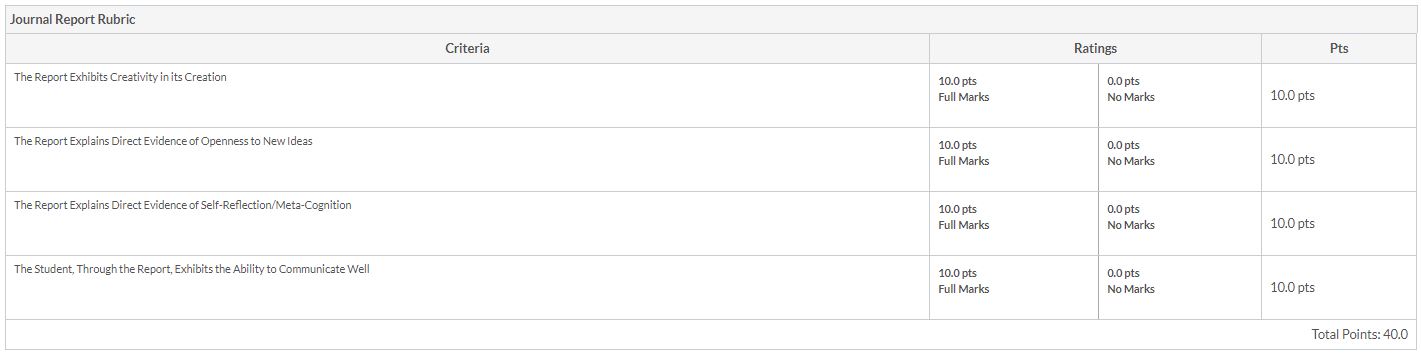 Journal Report Rubric
Criteria Ratings Pts
The Report Exhibits Creativity in its Creation
10.0 pts
Full Marks
0.0 pts
No Marks
10.0 pts
The Report Explains Direct Evidence of Openness to New Ideas
10.0 pts
Full Marks
0.0 pts
No Marks
10.0 pts
The Report Explains Direct Evidence of Self-Reflection/Meta-Cognition
10.0 pts
Full Marks
0.0 pts
No Marks
10.0 pts
The Student, Through the Report, Exhibits the Ability to Communicate Well
10.0 pts
Full Marks
0.0 pts
No Marks
10.0 pts
Total Points: 40.0